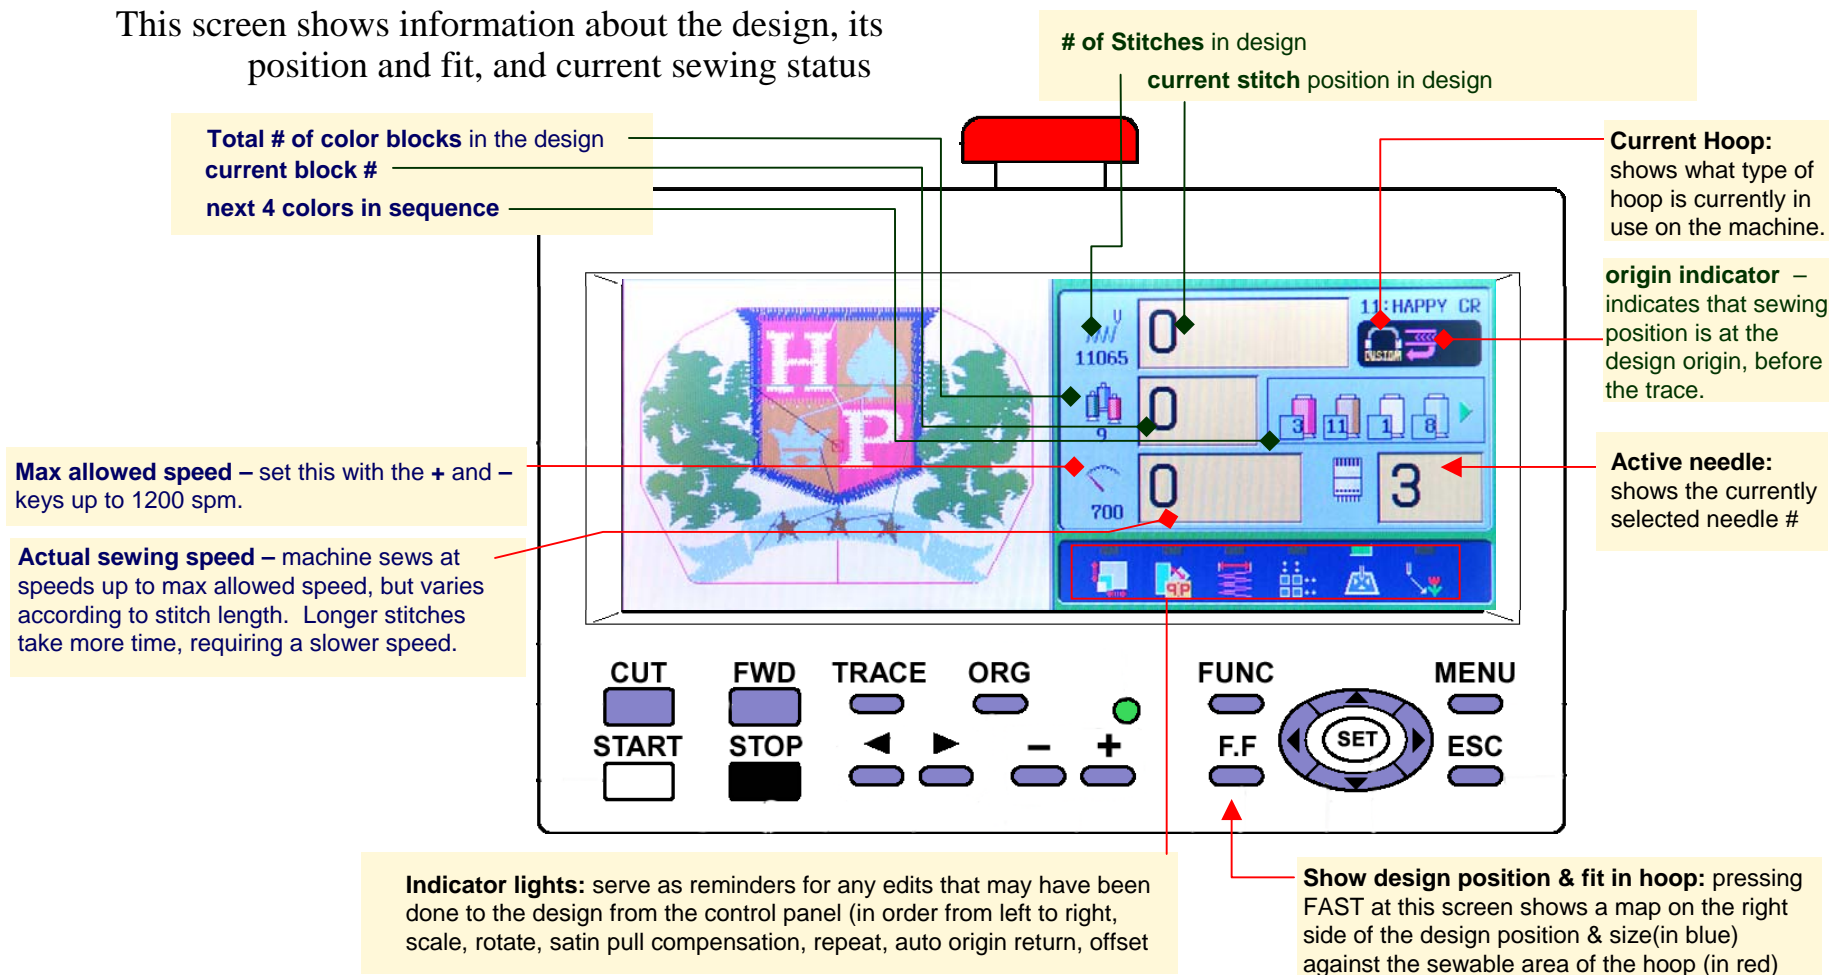 This screen shows information about the design, its
position and fit, and current sewing status
# of Stitches in design
current stitch position in design
Total # of color blocks in the design
current block #
next 4 colors in sequence
Current Hoop:
shows what type of
hoop is currently in
use on the machine.
origin indicator –
indicates that sewing
position is at the
design origin, before
the trace.
Active needle:
shows the currently
selected needle #
Max allowed speed – set this with the + and –
keys up to 1200 spm.
Actual sewing speed – machine sews at
speeds up to max allowed speed, but varies
according to stitch length. Longer stitches
take more time, requiring a slower speed.
H
P
11065
0
11:HAPPY CR
CUSTOM
9
0
3 11 1 8
700
0
3
CUT FWD TRACE ORG FUNC MENU
START STOP – + F.F SET ESC
Indicator lights: serve as reminders for any edits that may have been
done to the design from the control panel (in order from left to right,
scale, rotate, satin pull compensation, repeat, auto origin return, offset
Show design position & fit in hoop: pressing
FAST at this screen shows a map on the right
side of the design position & size(in blue)
against the sewable area of the hoop (in red)